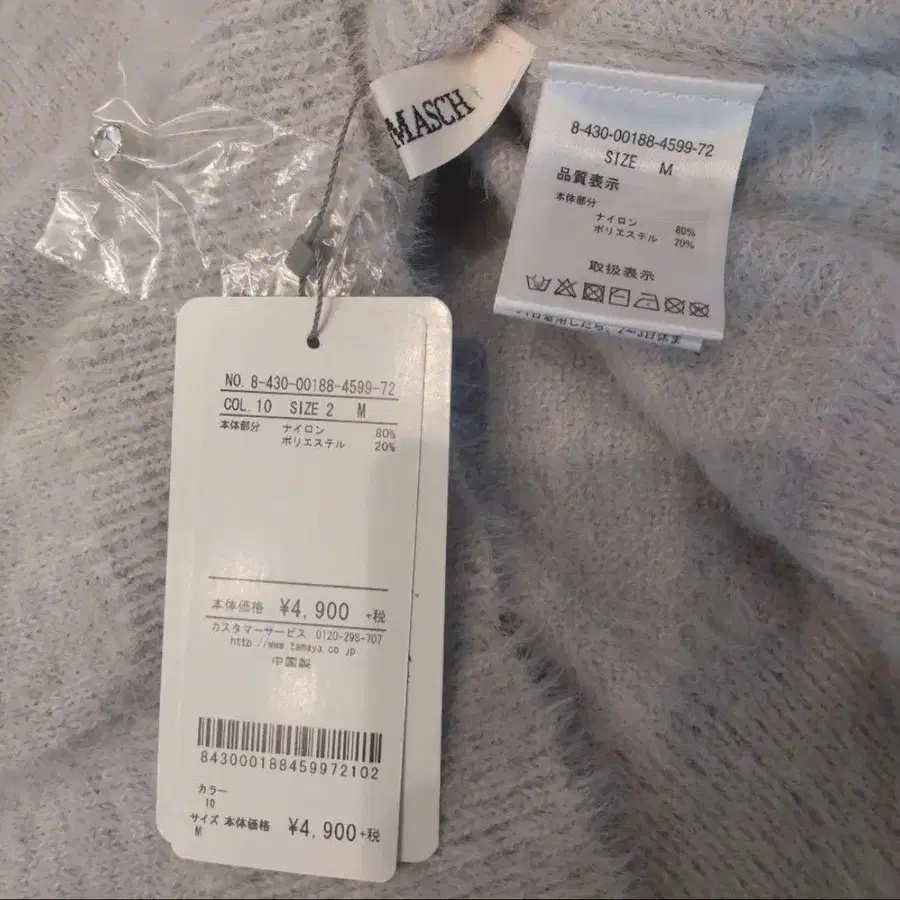 MASCH
8-430-00188-4599-72
SIZE M
品質表示
本体部分
ナイロン 80%
ポリエステル 20%
取扱表示
NO. 8-430-00188-4599-72
COL. 10 SIZE 2 M
本体部分 ナイロン 80%
ポリエステル 20%
本体価格 ¥4,900 +税
カスタマーサービス 0120-298-707
http://www.tamaya.co.jp
中国製
843000188459972102
カラー
10
サイズ 本体価格 ¥4,900+税
M